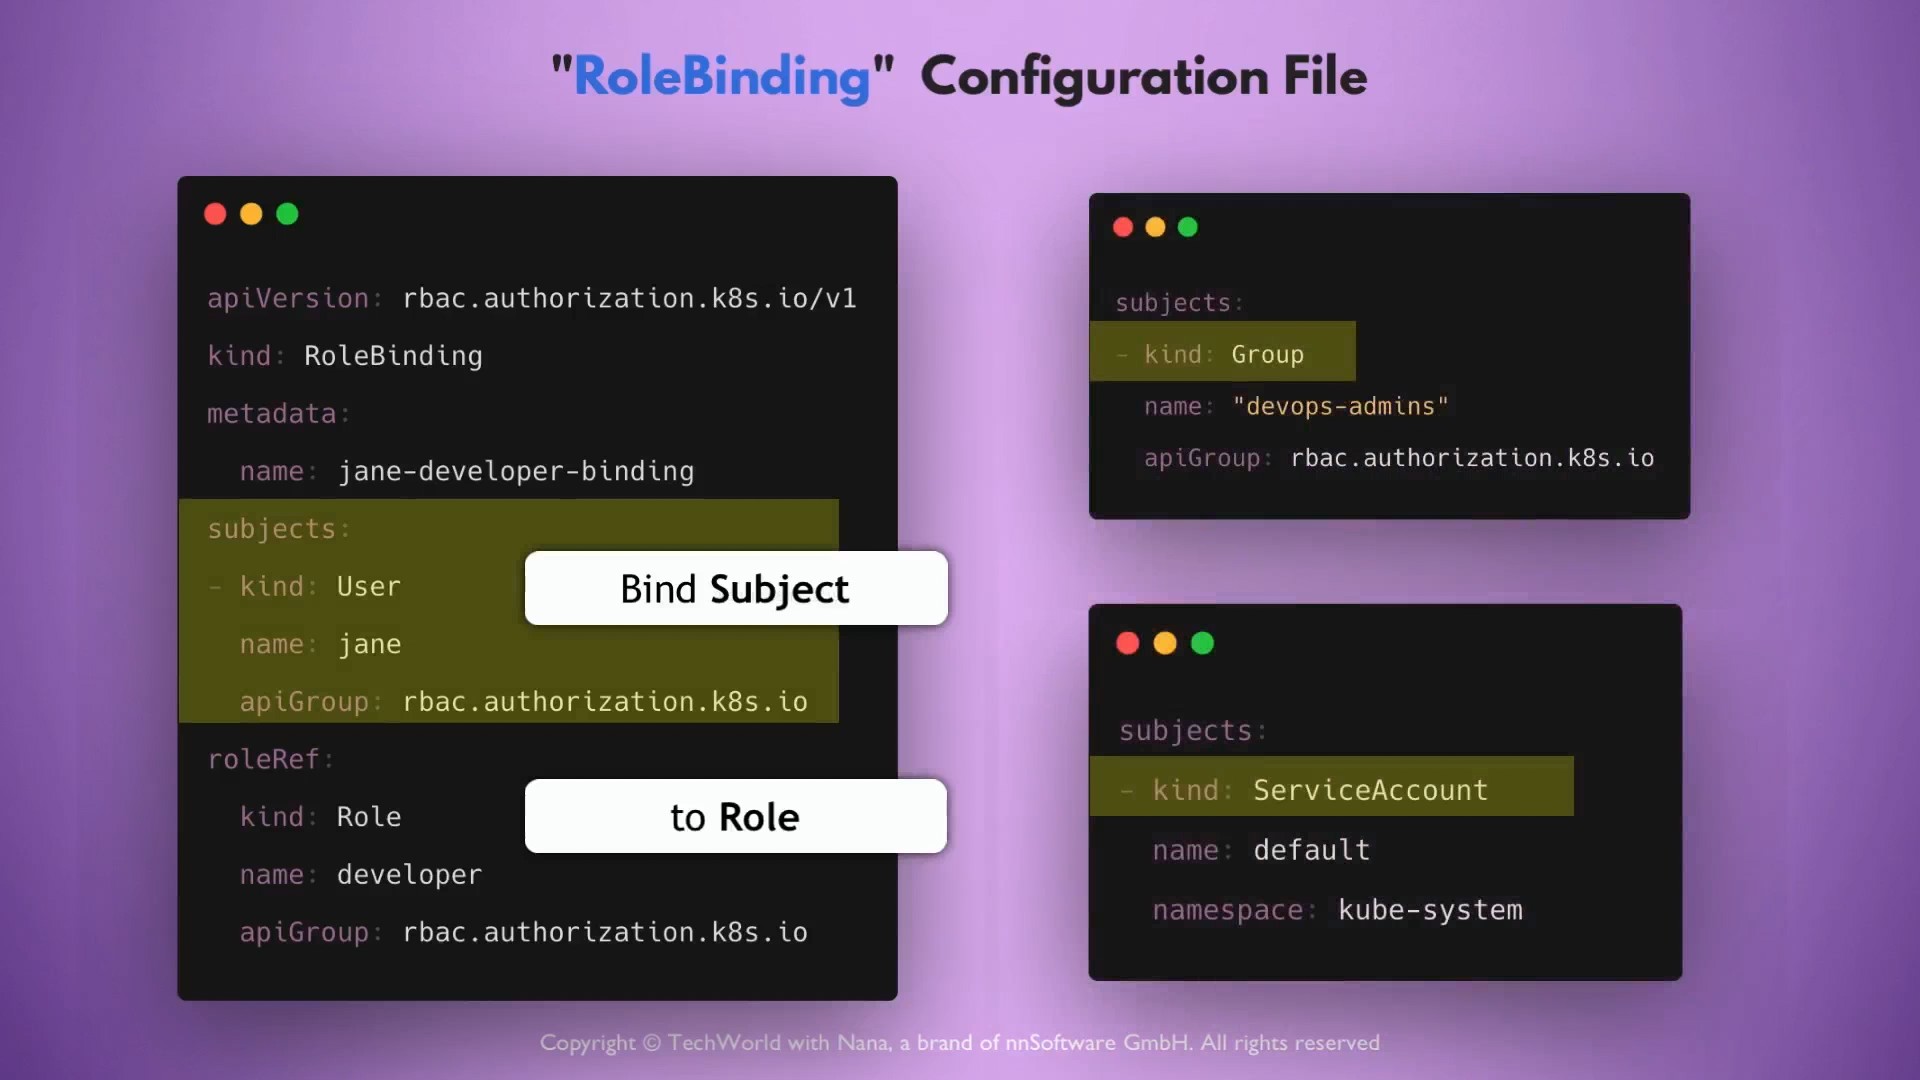 "RoleBinding" Configuration File
apiVersion: rbac.authorization.k8s.io/v1
kind: RoleBinding
metadata:
  name: jane-developer-binding
subjects:
- kind: User
  name: jane
  apiGroup: rbac.authorization.k8s.io
Bind Subject
roleRef:
  kind: Role
  name: developer
  apiGroup: rbac.authorization.k8s.io
to Role
subjects:
- kind: Group
  name: "devops-admins"
  apiGroup: rbac.authorization.k8s.io
subjects:
- kind: ServiceAccount
  name: default
  namespace: kube-system
Copyright © TechWorld with Nana, a brand of nnSoftware GmbH. All rights reserved